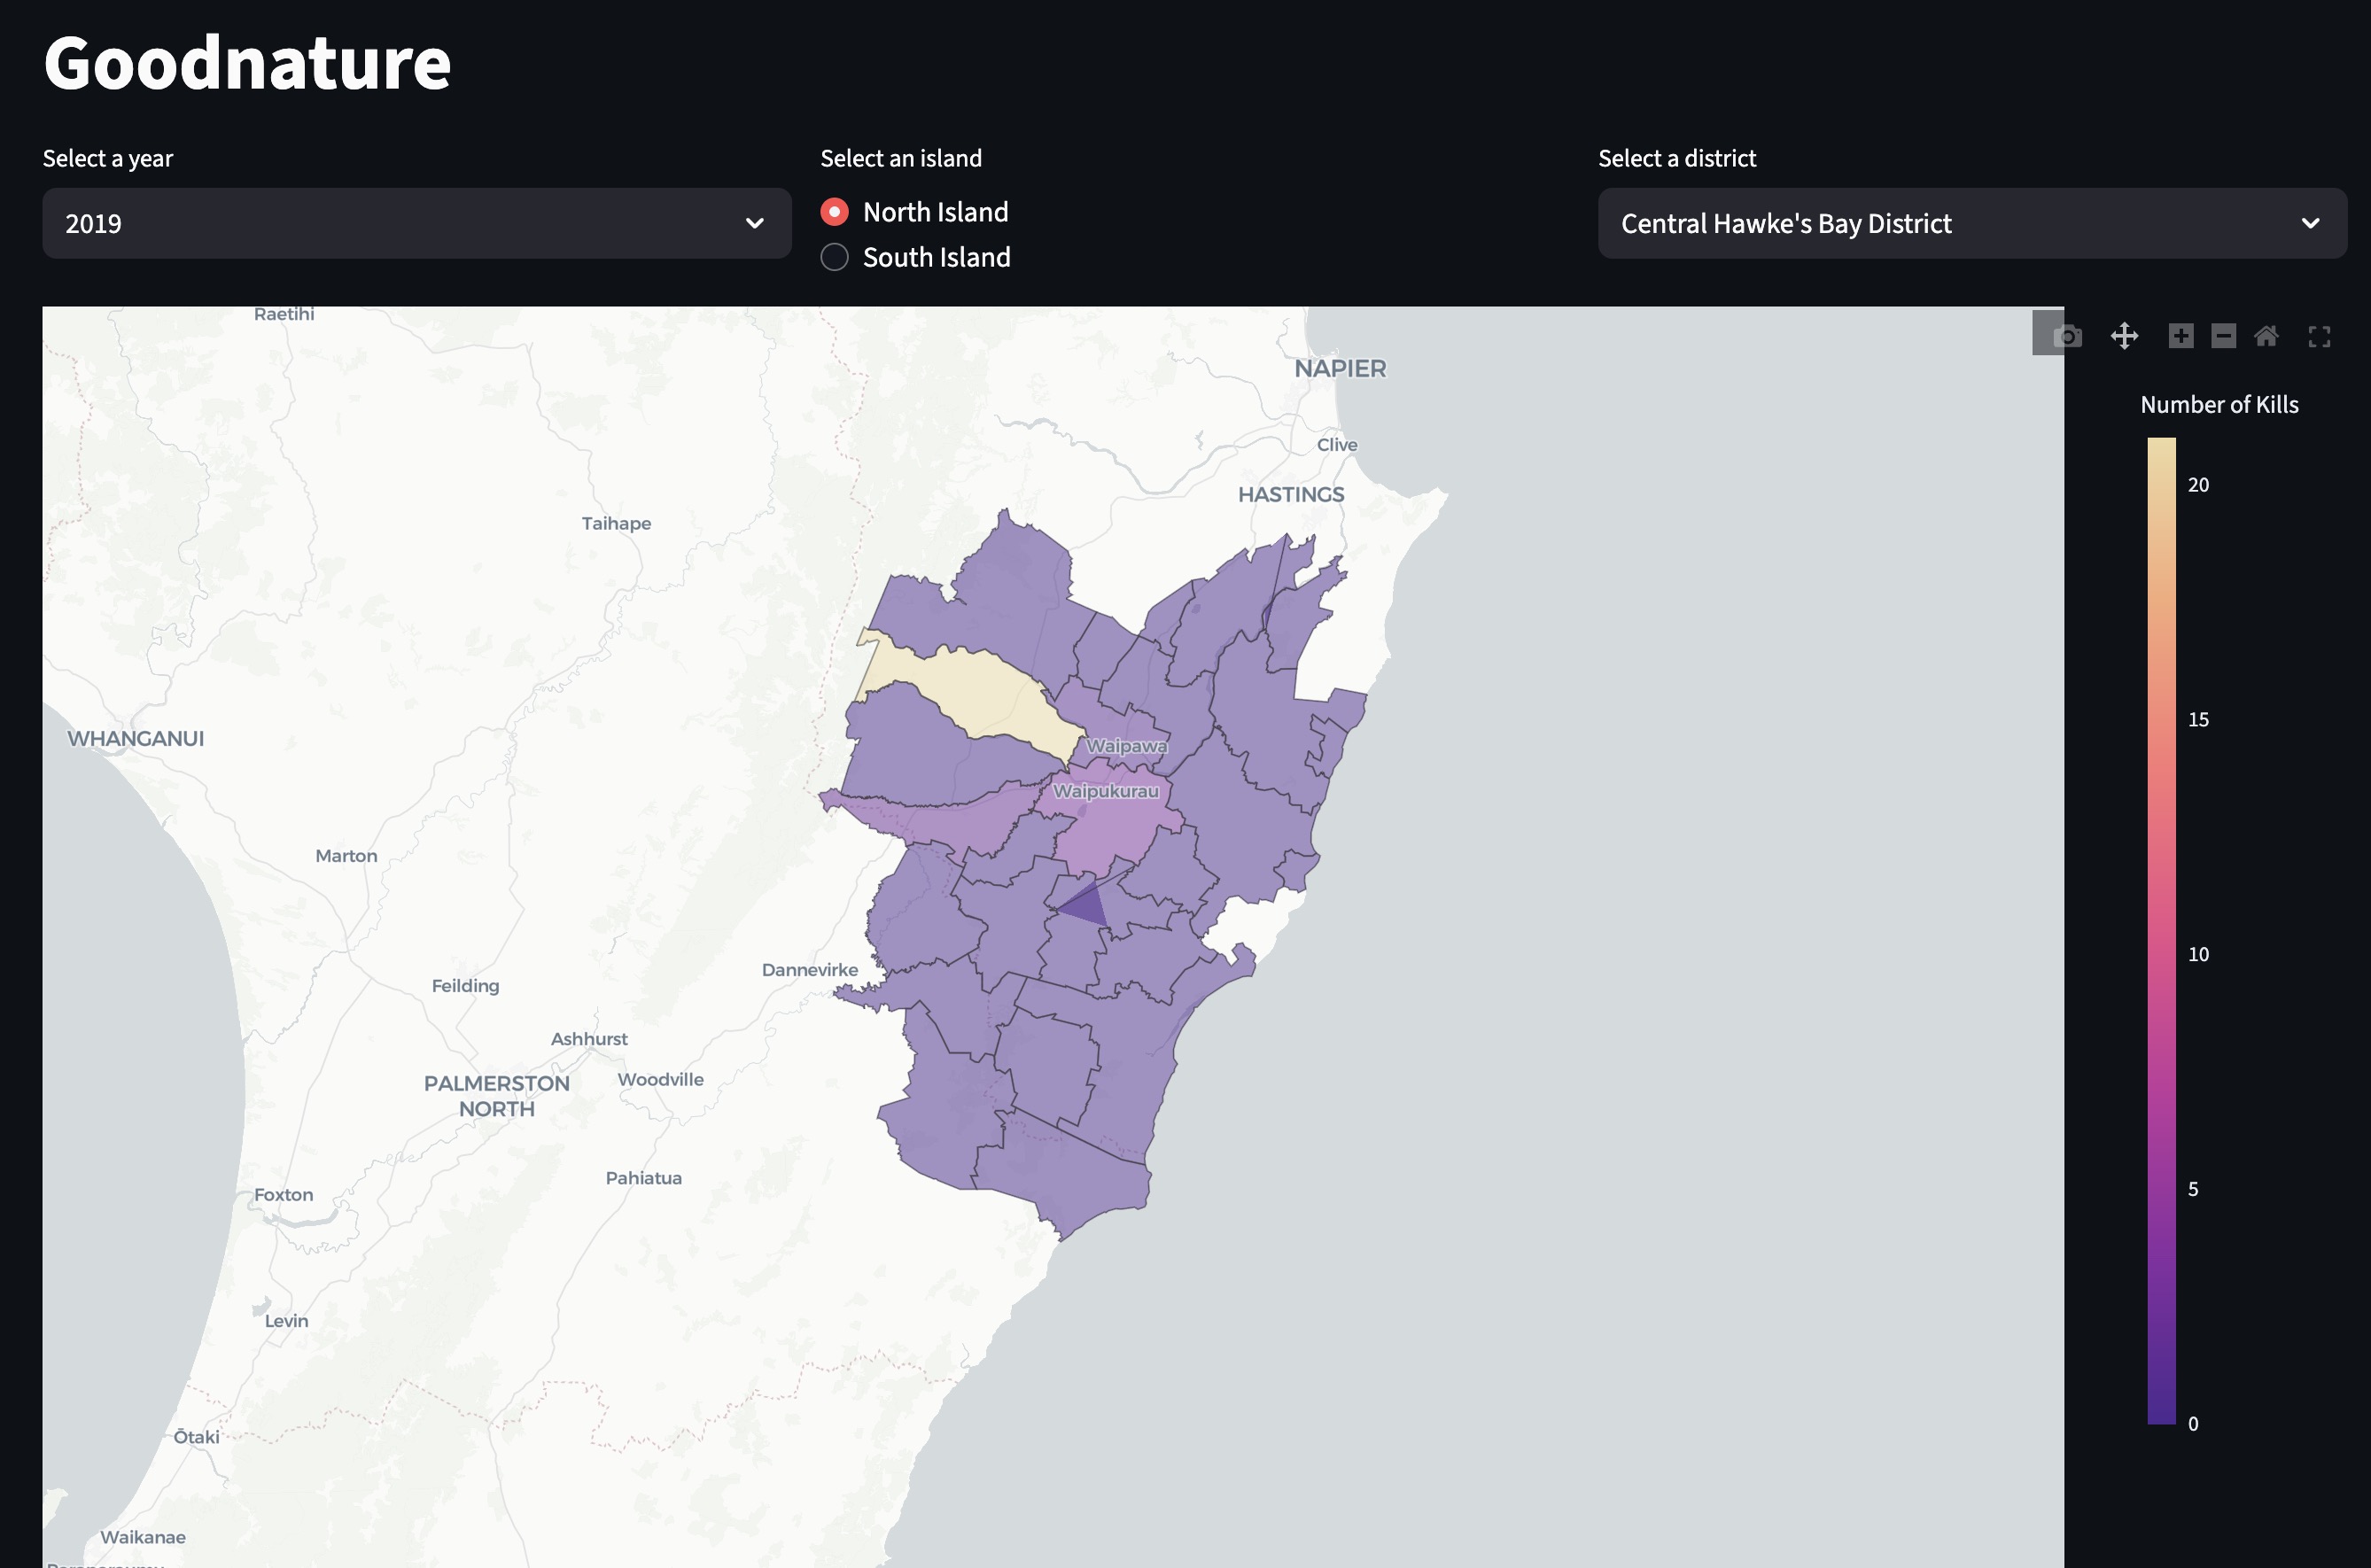 Goodnature
Select a year
Select an island
Select a district
2019
North Island
South Island
Central Hawke's Bay District
Raetihi
NAPIER
Clive
HASTINGS
Taihape
Waipawa
WHANGANUI
Waipukurau
Marton
Dannevirke
Feilding
Ashhurst
PALMERSTON
NORTH
Woodville
Pahiatua
Foxton
Levin
Ōtaki
Waikanae
Number of Kills
20
15
10
5
0